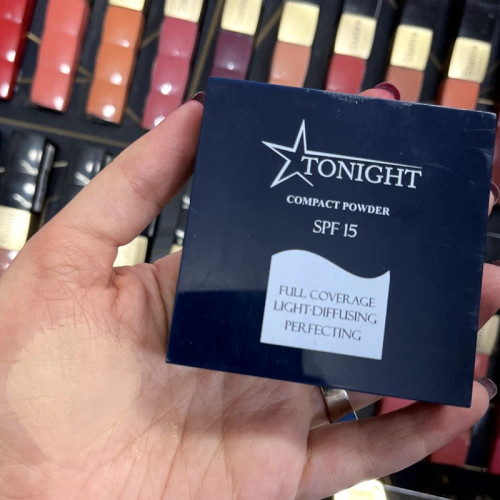 TONIGHT
COMPACT POWDER
SPF 15
FULL COVERAGE
LIGHT-DIFFUSING
PERFECTING